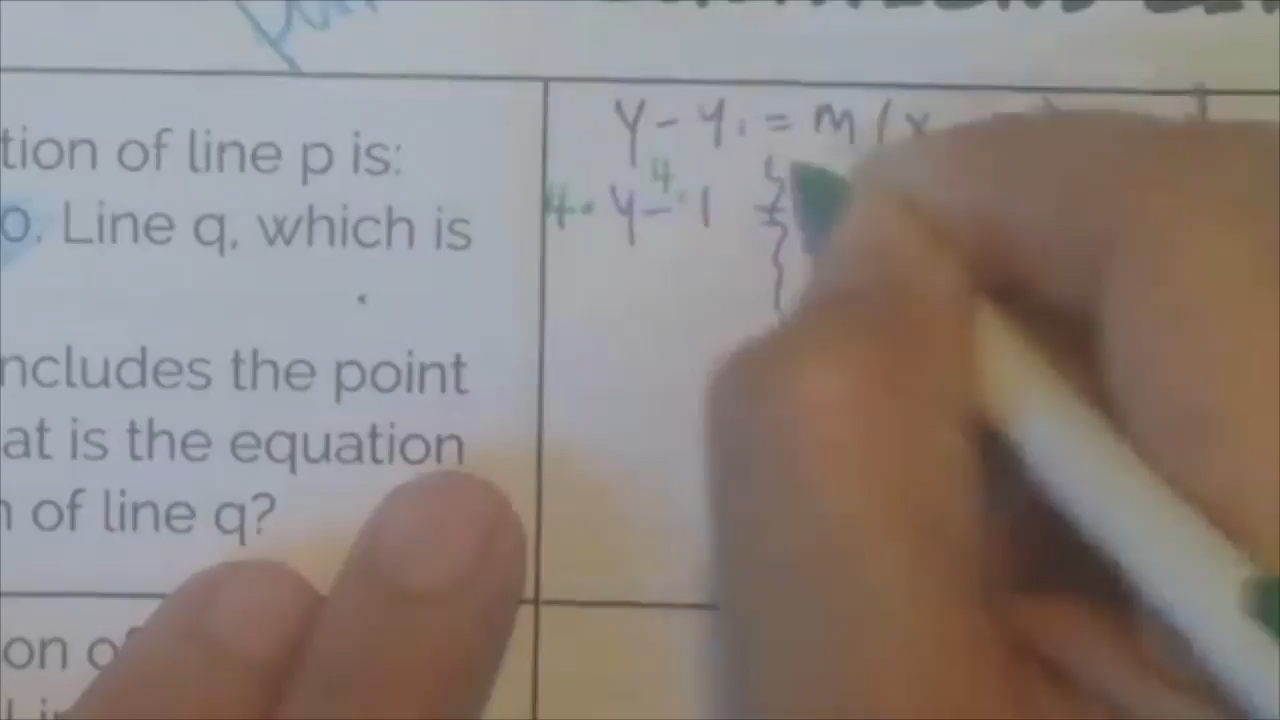 tion of line p is:
o. Line q, which is
ncludes the point
at is the equation
n of line q?
on o
y - y₁ = m(x
4
4· y - · 1 =